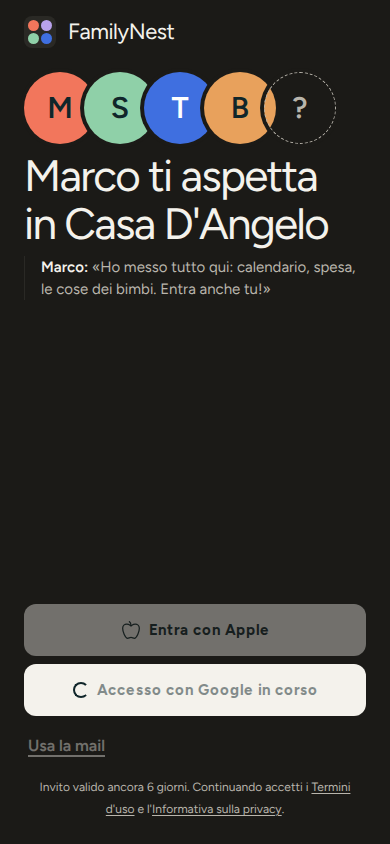 FamilyNest
M S T B ?
Marco ti aspetta
in Casa D'Angelo
Marco: «Ho messo tutto qui: calendario, spesa,
le cose dei bimbi. Entra anche tu!»
Entra con Apple
Accesso con Google in corso
Usa la mail
Invito valido ancora 6 giorni. Continuando accetti i Termini
d'uso e l'Informativa sulla privacy.